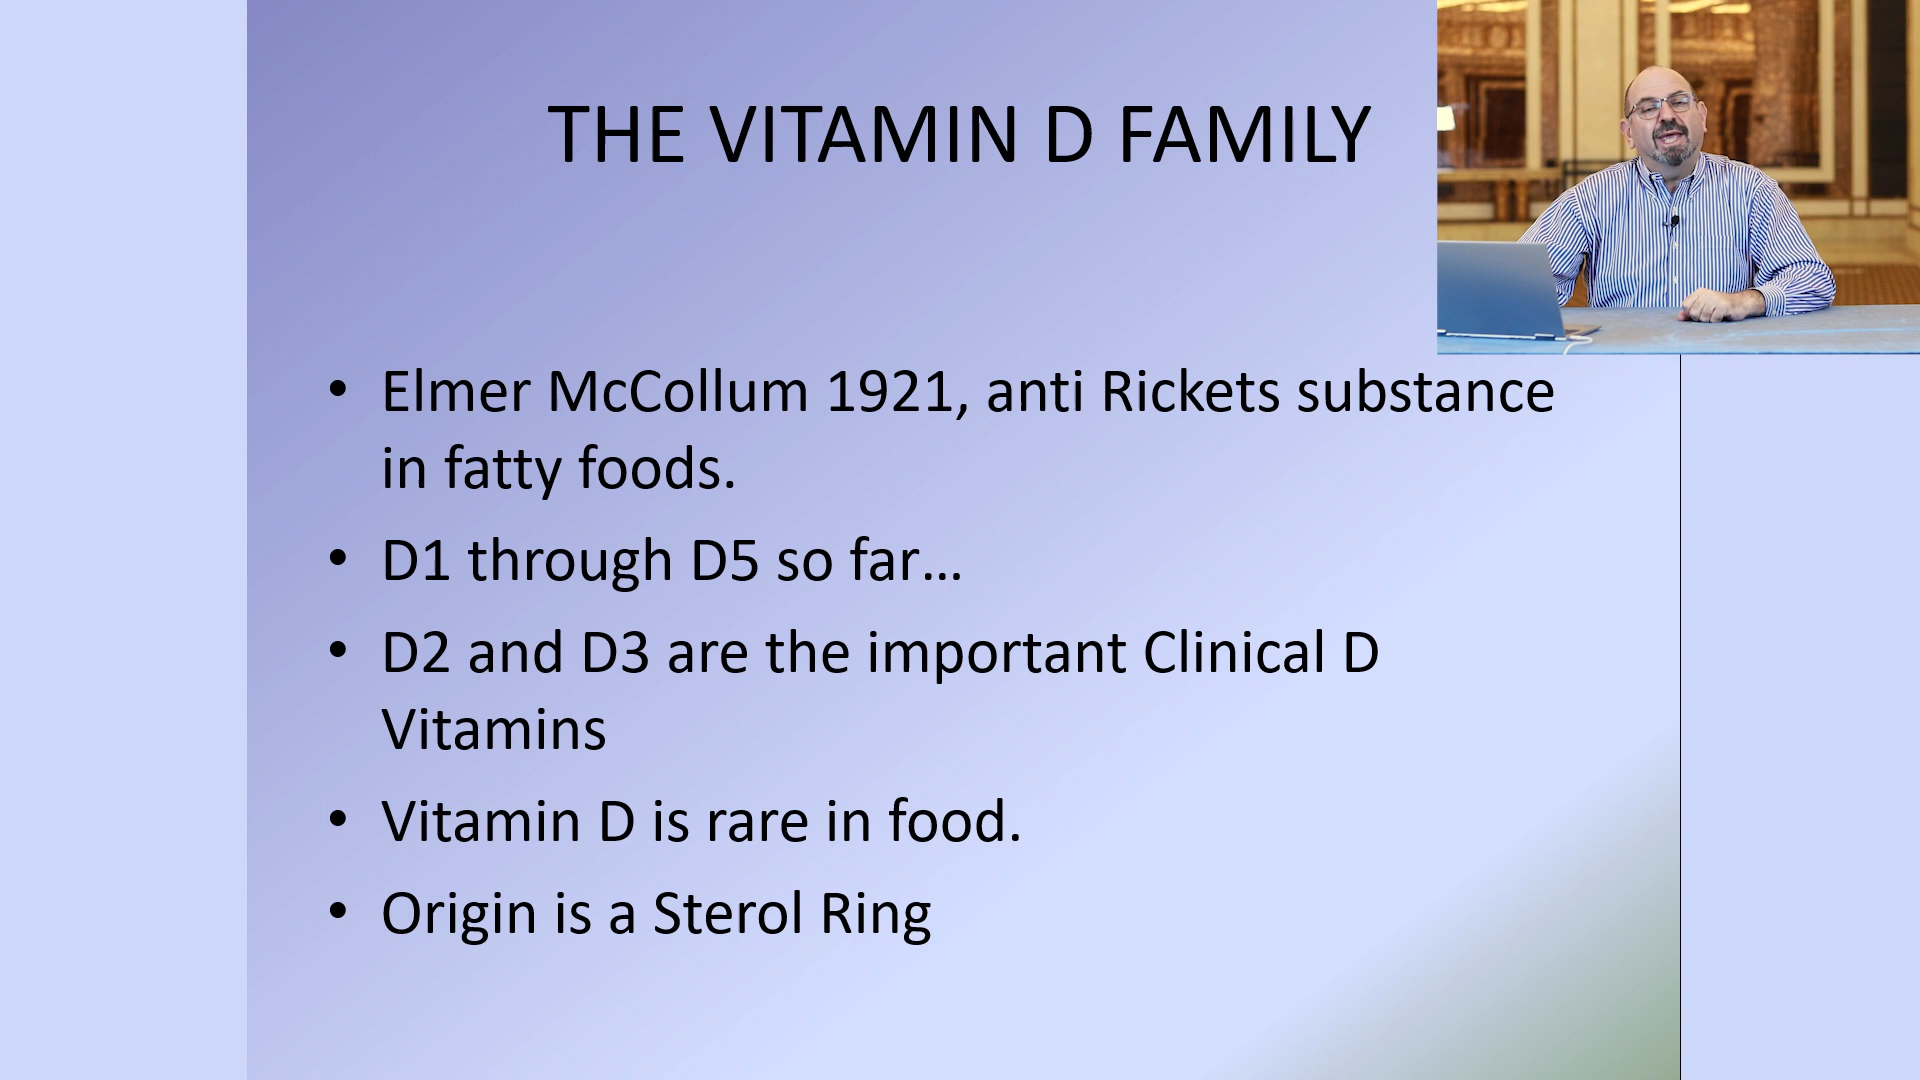 THE VITAMIN D FAMILY
• Elmer McCollum 1921, anti Rickets substance
in fatty foods.
• D1 through D5 so far…
• D2 and D3 are the important Clinical D
Vitamins
• Vitamin D is rare in food.
• Origin is a Sterol Ring